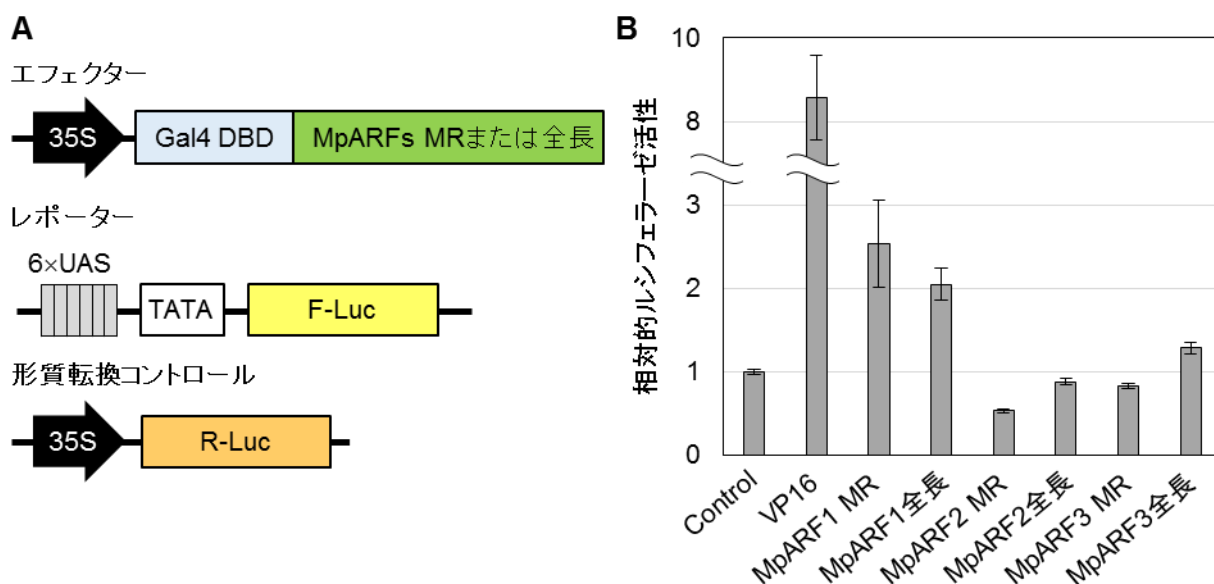 A
エフェクター
35S
Gal4 DBD
MpARFs MRまたは全長
レポーター
6×UAS
TATA
F-Luc
形質転換コントロール
35S
R-Luc
B
相対的ルシフェラーゼ活性
10
8
3
2
1
0
Control
VP16
MpARF1 MR
MpARF1全長
MpARF2 MR
MpARF2全長
MpARF3 MR
MpARF3全長